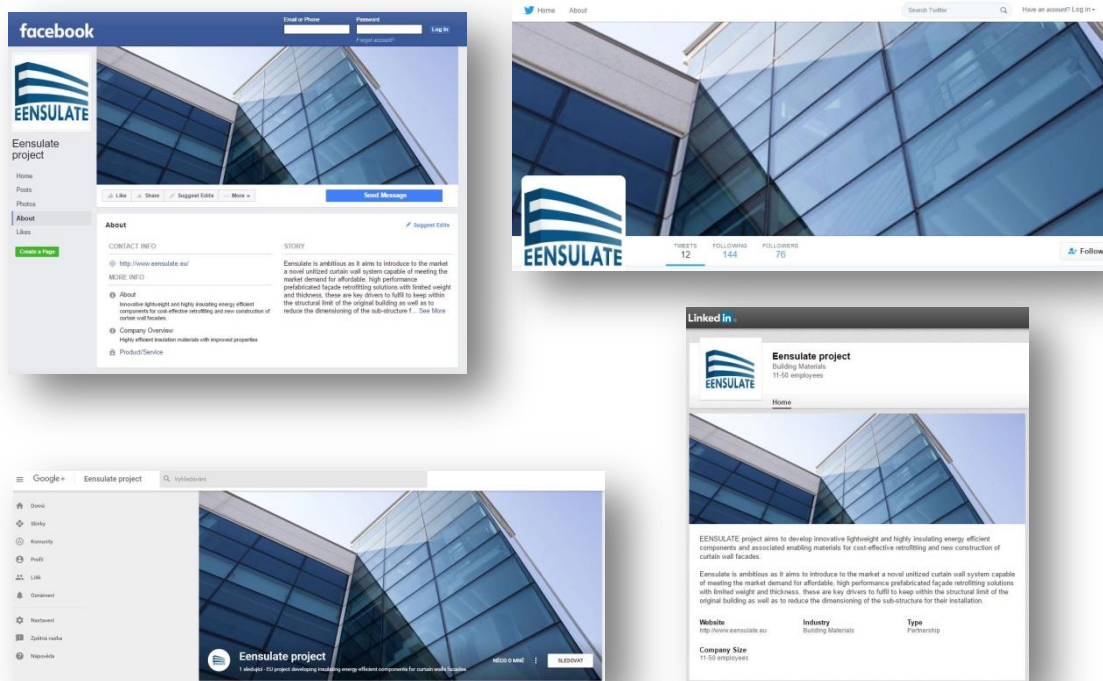 facebook
Email or Phone
Password
Log In
Forgot account?
EENSULATE
Eensulate
project
Home
Posts
Photos
About
Likes
Create a Page
Like
Share
Suggest Edits
More
Send Message
About
Suggest Edits
CONTACT INFO
http://www.eensulate.eu/
MORE INFO
About
Innovative lightweight and highly insulating energy efficient
components for cost-effective retrofitting and new construction of
curtain wall facades.
Company Overview
Highly efficient insulation materials with improved properties
Product/Service
STORY
Eensulate is ambitious as it aims to introduce to the market
a novel unitized curtain wall system capable of meeting the
market demand for affordable, high performance
prefabricated façade retrofitting solutions with limited weight
and thickness. these are key drivers to fulfil to keep within
the structural limit of the original building as well as to
reduce the dimensioning of the sub-structure f... See More
Home
About
Search Twitter
Have an account? Log in
EENSULATE
TWEETS
12
FOLLOWING
144
FOLLOWERS
76
Follow
Linked in
EENSULATE
Eensulate project
Building Materials
11-50 employees
Home
EENSULATE project aims to develop innovative lightweight and highly insulating energy efficient
components and associated enabling materials for cost-effective retrofitting and new construction of
curtain wall facades.
Eensulate is ambitious as it aims to introduce to the market a novel unitized curtain wall system capable
of meeting the market demand for affordable, high performance prefabricated façade retrofitting solutions
with limited weight and thickness, these are key drivers to fulfil to keep within the structural limit of the
original building as well as to reduce the dimensioning of the sub-structure for their installation.
Website
http://www.eensulate.eu
Industry
Building Materials
Type
Partnership
Company Size
11-50 employees
Google+
Eensulate project
Vyhledávání
Domů
Sbírky
Komunity
Profil
Lidé
Oznámení
Nastavení
Zpětná vazba
Nápověda
Eensulate project
1 sledující - EU project developing insulating energy efficient components for curtain walls facades.
NĚCO O MNĚ
SLEDOVAT